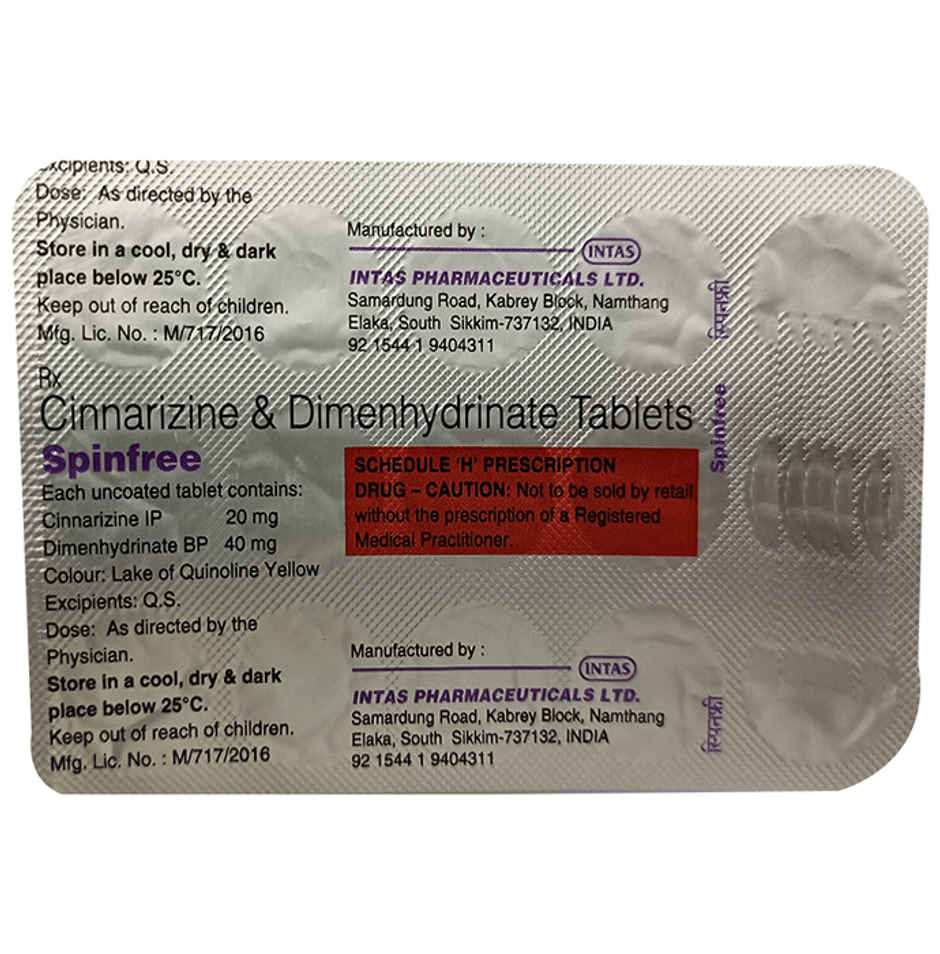 Excipients: Q.S.
Dose: As directed by the
Physician.
Store in a cool, dry & dark
place below 25°C.
Keep out of reach of children.
Mfg. Lic. No. : M/717/2016
Manufactured by :
INTAS
INTAS PHARMACEUTICALS LTD.
Samardung Road, Kabrey Block, Namthang
Elaka, South Sikkim-737132, INDIA
92 1544 1 9404311
स्पिनफ्री
Rx
Cinnarizine & Dimenhydrinate Tablets
Spinfree
Spinfree
Each uncoated tablet contains:
Cinnarizine IP 20 mg
Dimenhydrinate BP 40 mg
Colour: Lake of Quinoline Yellow
Excipients: Q.S.
Dose: As directed by the
Physician.
Store in a cool, dry & dark
place below 25°C.
Keep out of reach of children.
Mfg. Lic. No. : M/717/2016
SCHEDULE 'H' PRESCRIPTION
DRUG – CAUTION: Not to be sold by retail
without the prescription of a Registered
Medical Practitioner.
Manufactured by :
INTAS
INTAS PHARMACEUTICALS LTD.
Samardung Road, Kabrey Block, Namthang
Elaka, South Sikkim-737132, INDIA
92 1544 1 9404311
स्पिनफ्री